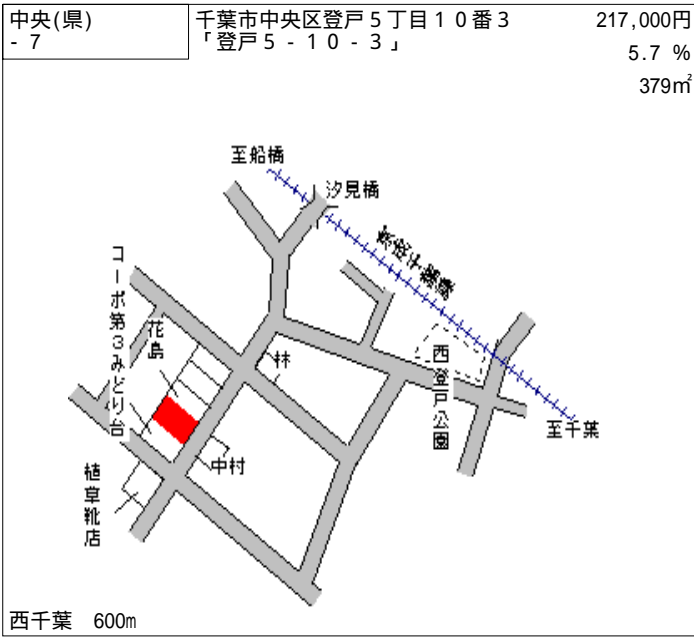 中央(県)
- 7
千葉市中央区登戸５丁目１０番３
「登戸５－１０－３」
217,000円
5.7 %
379㎡
至船橋
汐見橋
京成千葉線
コーポ第３みどり台
花島
林
西登戸公園
至千葉
中村
植草靴店
西千葉 600m